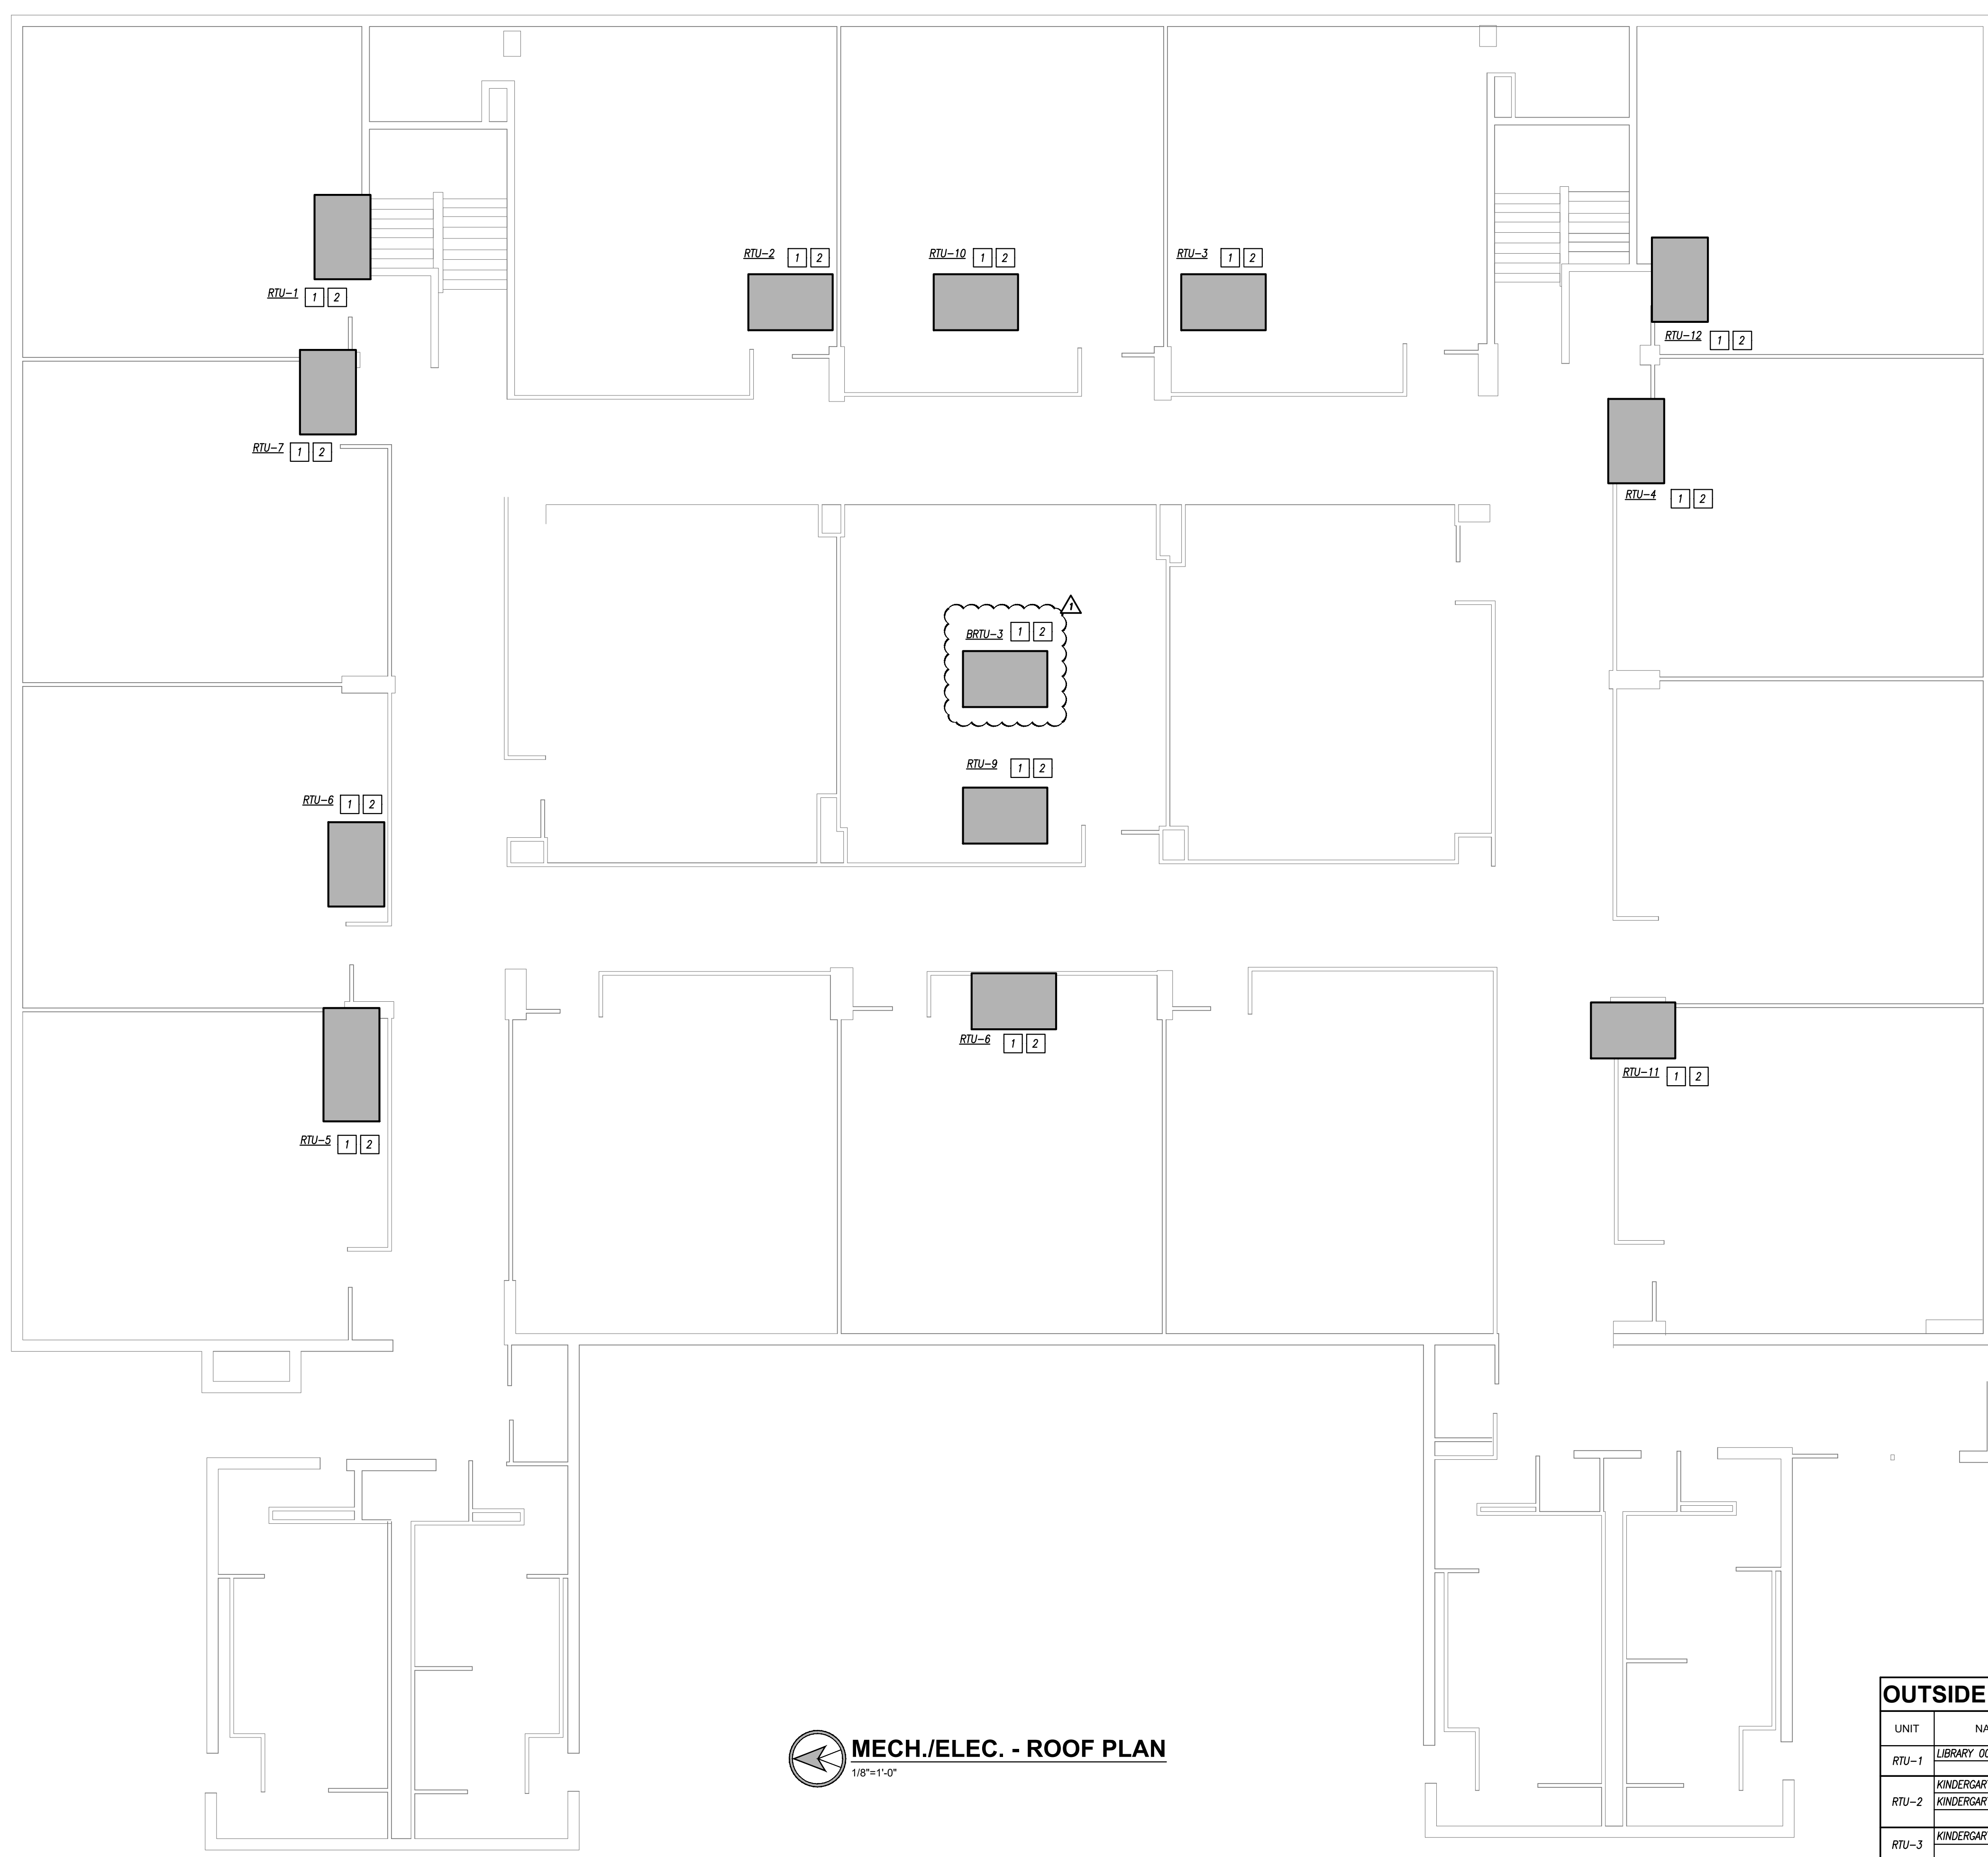 RTU-2 1 2
RTU-10 1 2
RTU-3 1 2
RTU-1 1 2
RTU-12 1 2
RTU-7 1 2
RTU-4 1 2
1
BRTU-3 1 2
RTU-9 1 2
RTU-6 1 2
RTU-6 1 2
RTU-11 1 2
RTU-5 1 2
MECH./ELEC. - ROOF PLAN
1/8"=1'-0"
OUTSIDE
UNIT
RTU-1 LIBRARY
RTU-2
RTU-3